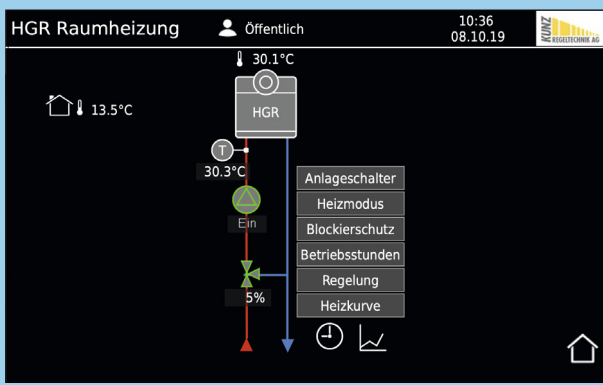 HGR Raumheizung
Öffentlich
10:36
08.10.19
KUNZ
REGELTECHNIK AG
30.1°C
13.5°C
HGR
T
30.3°C
Ein
5%
Anlageschalter
Heizmodus
Blockierschutz
Betriebsstunden
Regelung
Heizkurve